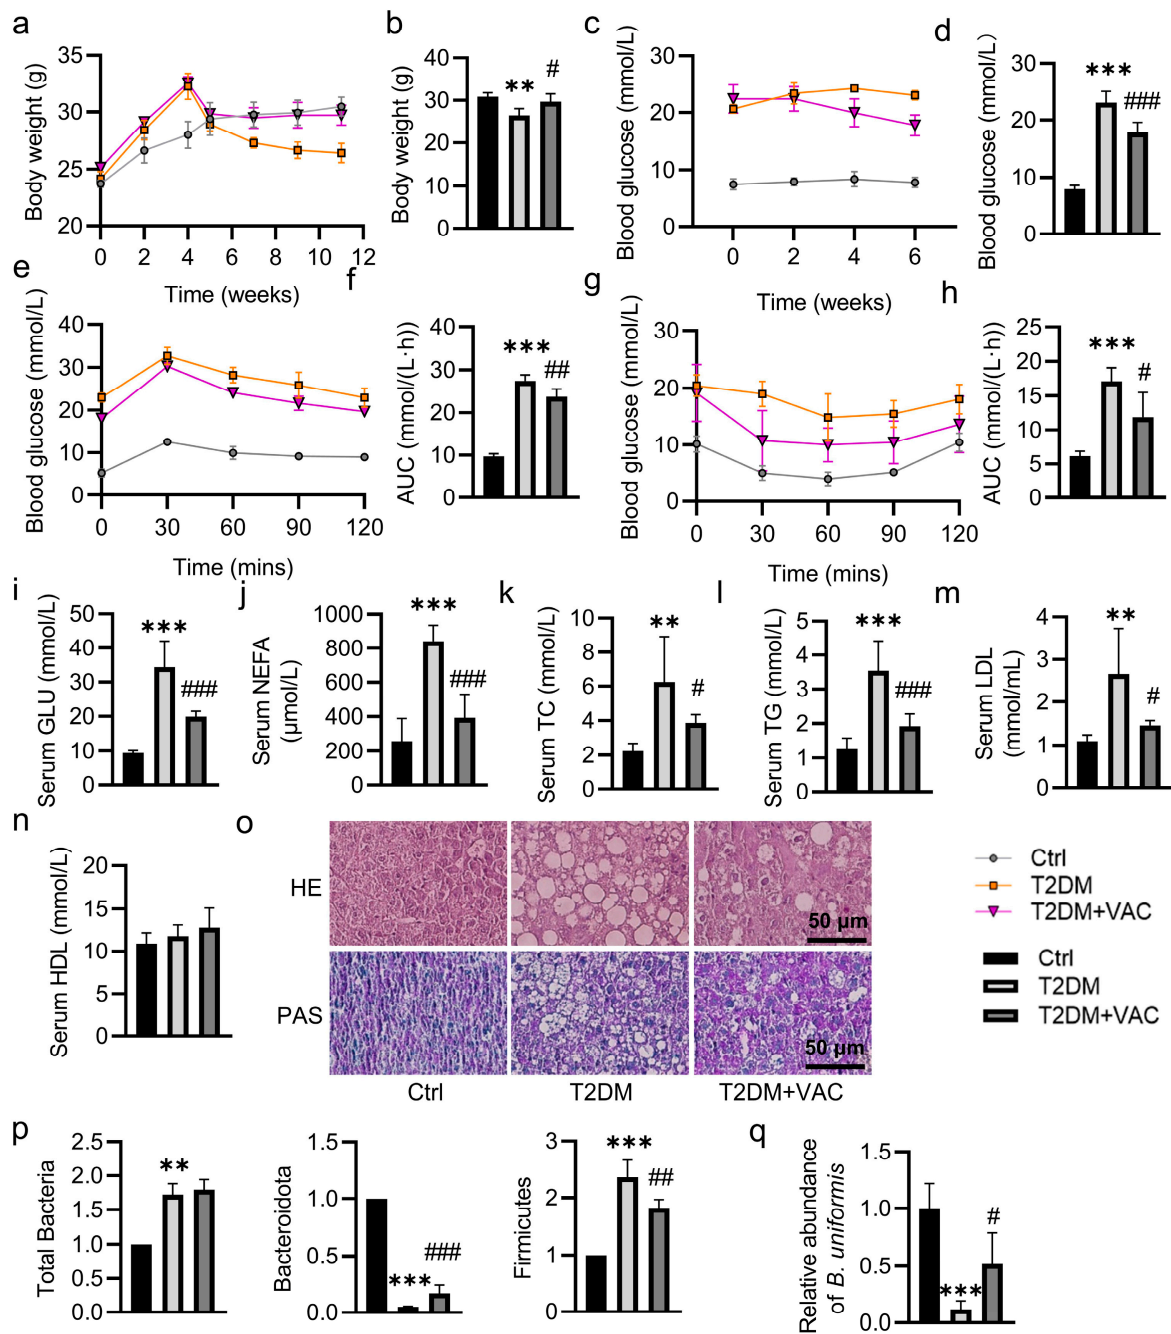 a
Body weight (g)
35
30
25
20
0 2 4 6 8 10 12
Time (weeks)
b
Body weight (g)
40
30
20
10
0
**
#
c
Blood glucose (mmol/L)
30
20
10
0
0 2 4 6
Time (weeks)
d
Blood glucose (mmol/L)
30
20
10
0
***
###
e
Blood glucose (mmol/L)
40
30
20
10
0
0 30 60 90 120
Time (mins)
f
AUC (mmol/(L·h))
40
30
20
10
0
***
##
g
Blood glucose (mmol/L)
30
20
10
0
0 30 60 90 120
Time (mins)
h
AUC (mmol/(L·h))
25
20
15
10
5
0
***
#
i
Serum GLU (mmol/L)
50
40
30
20
10
0
***
###
j
Serum NEFA
(μmol/L)
1000
800
600
400
200
0
***
###
k
Serum TC (mmol/L)
10
8
6
4
2
0
**
#
l
Serum TG (mmol/L)
5
4
3
2
1
0
***
###
m
Serum LDL
(mmol/mL)
4
3
2
1
0
**
#
n
Serum HDL (mmol/L)
20
15
10
5
0
o
HE
50 μm
PAS
50 μm
Ctrl T2DM T2DM+VAC
Ctrl
T2DM
T2DM+VAC
Ctrl
T2DM
T2DM+VAC
p
Total Bacteria
2.5
2.0
1.5
1.0
0.5
0.0
**
Bacteroidota
1.5
1.0
0.5
0.0
***
###
Firmicutes
3
2
1
0
***
##
q
Relative abundance
of B. uniformis
1.5
1.0
0.5
0.0
***
#